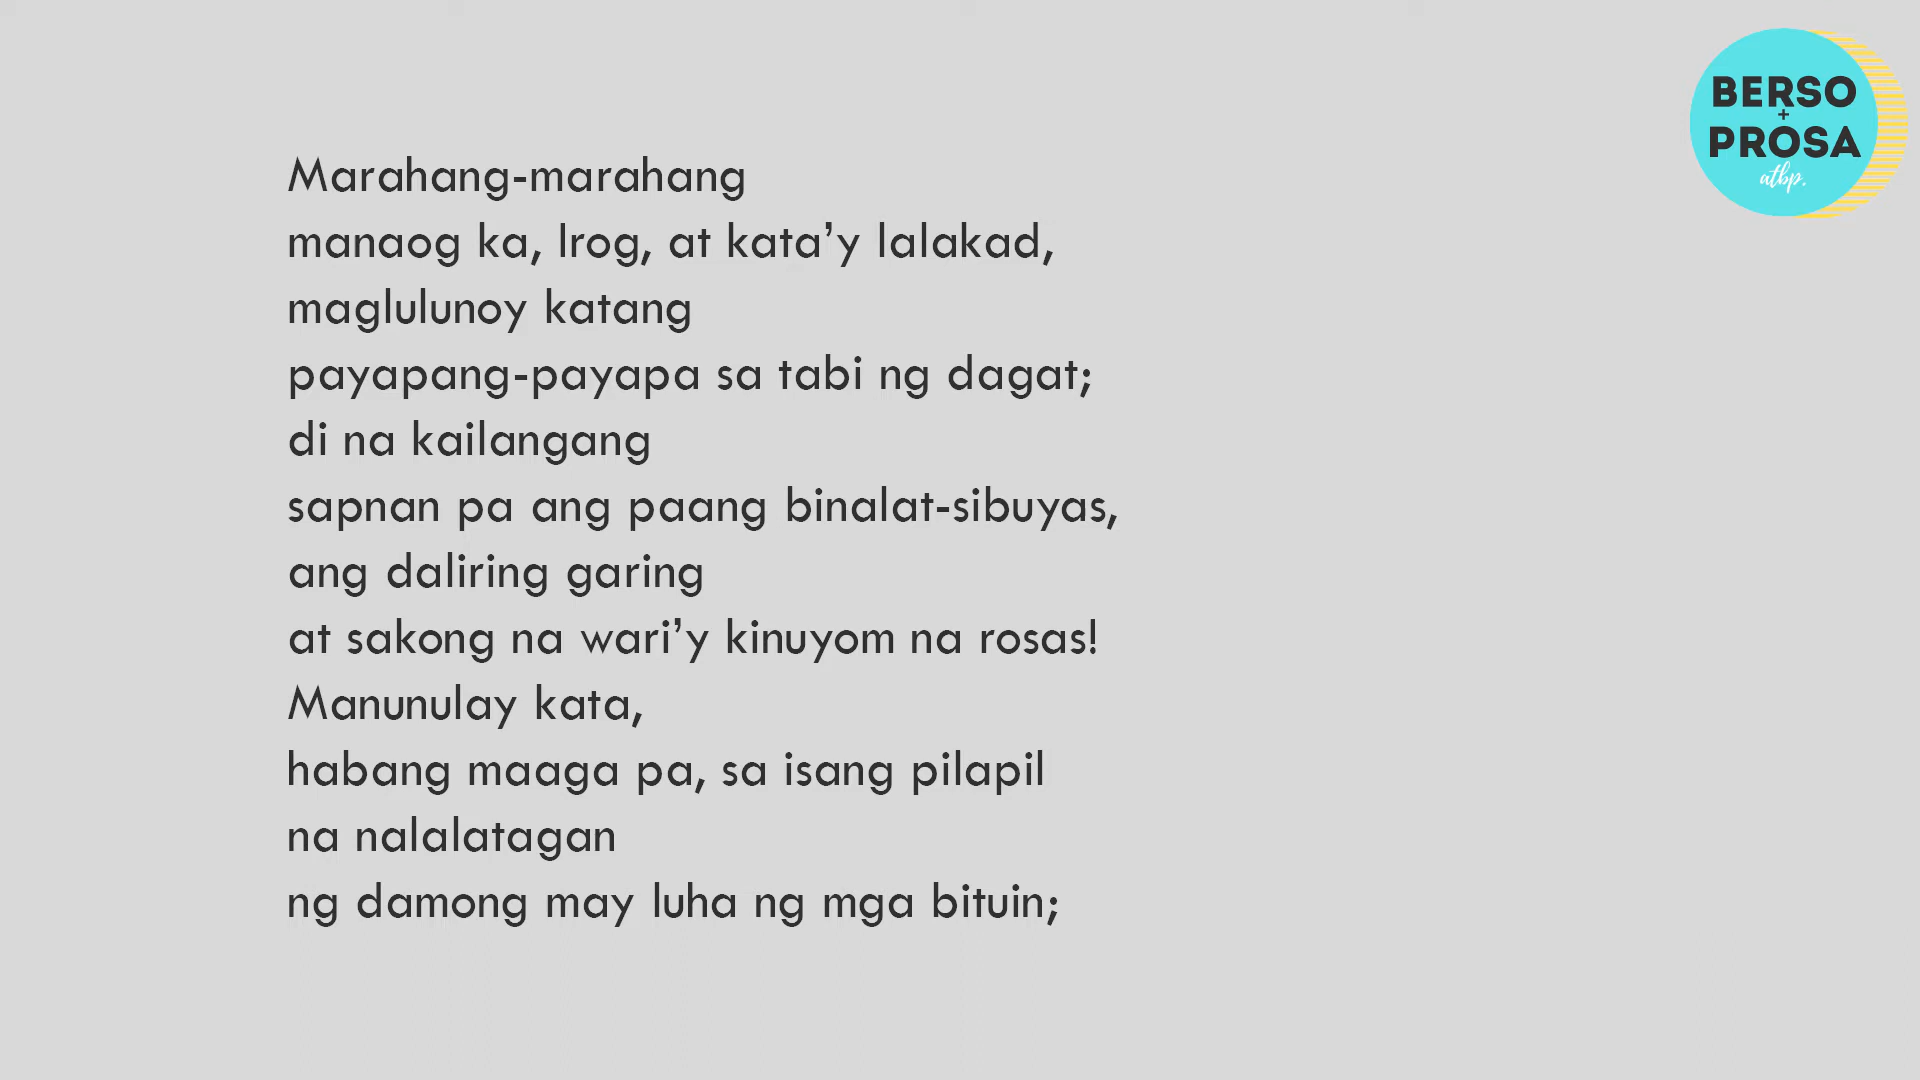 BERSO
+
PROSA
atbp.
Marahang-marahang
manaog ka, Irog, at kata’y lalakad,
maglulunoy katang
payapang-payapa sa tabi ng dagat;
di na kailangang
sapnan pa ang paang binalat-sibuyas,
ang daliring garing
at sakong na wari’y kinuyom na rosas!
Manunulay kata,
habang maaga pa, sa isang pilapil
na nalalatagan
ng damong may luha ng mga bituin;